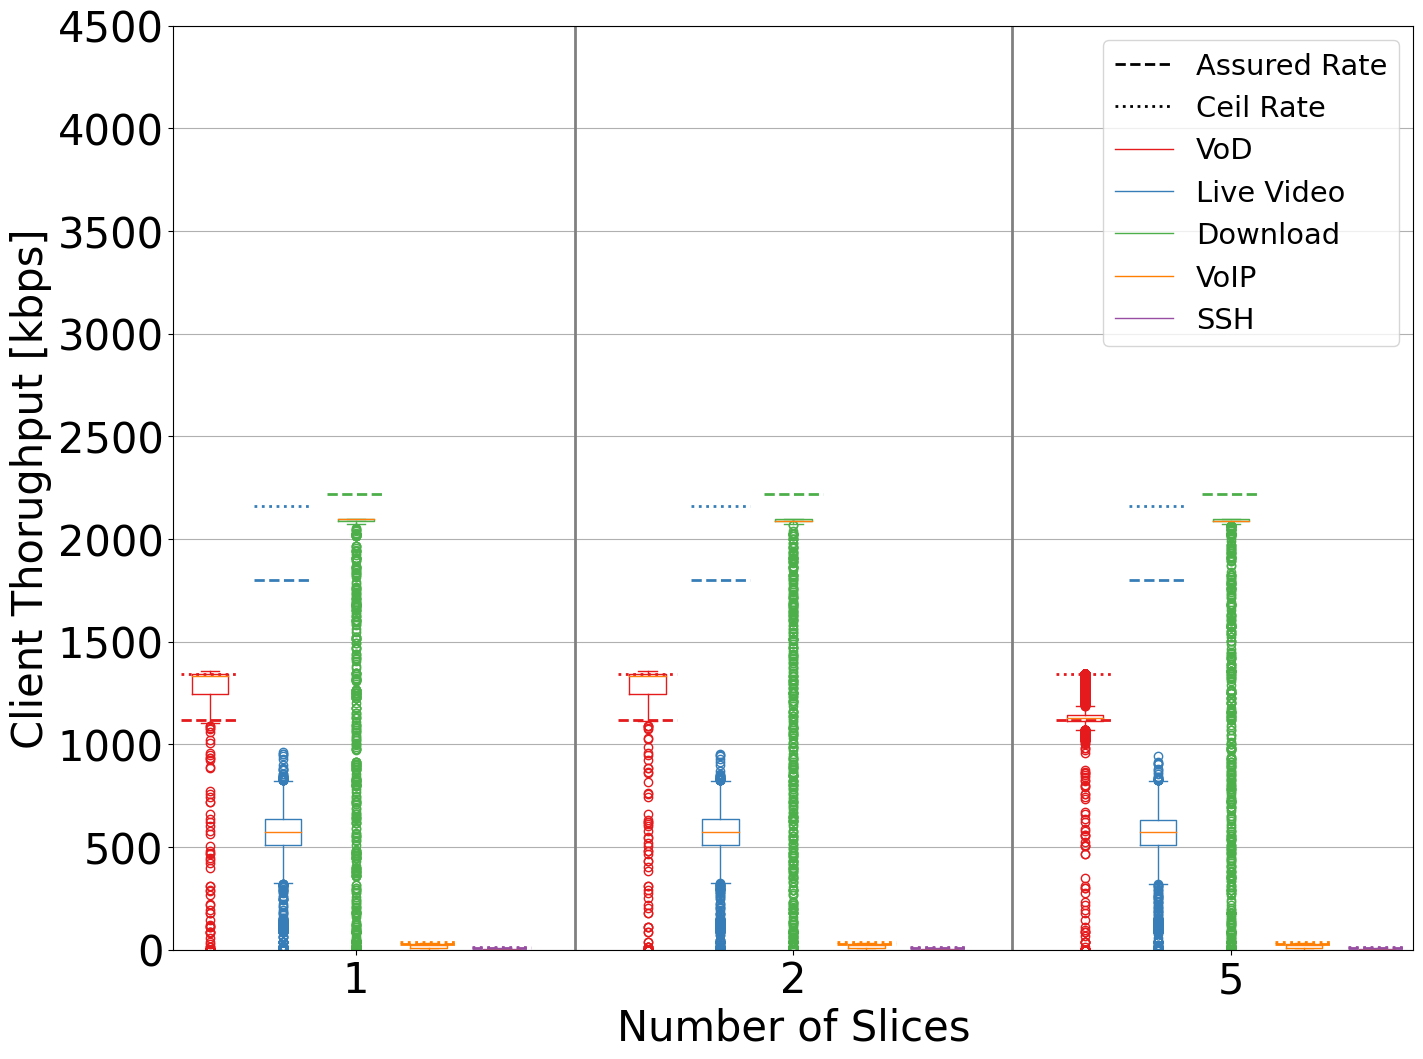 4500
4000
3500
3000
2500
2000
1500
1000
500
0
Client Thorughput [kbps]
Assured Rate
Ceil Rate
VoD
Live Video
Download
VoIP
SSH
1
2
5
Number of Slices